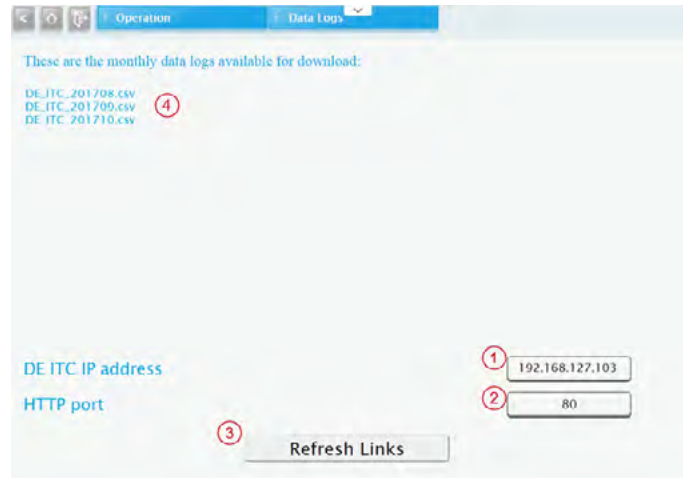 < Operation Data Logs
These are the monthly data logs available for download:
DE_ITC_201708.csv
DE_ITC_201709.csv
DE_ITC_201710.csv
4
DE ITC IP address
1
192.168.127.103
HTTP port
2
80
3
Refresh Links